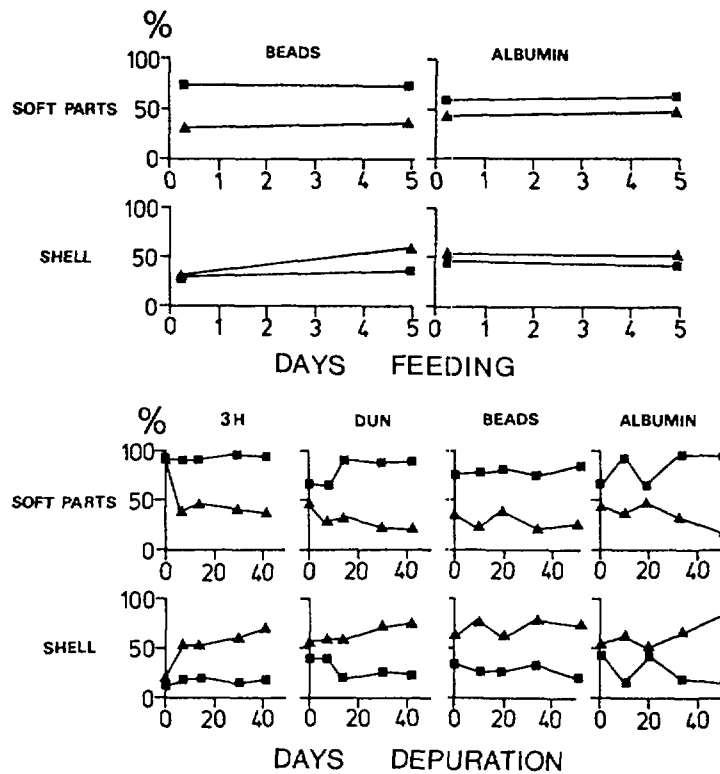 %
BEADS ALBUMIN
100
SOFT PARTS 50
0
0 1 2 3 4 5 0 1 2 3 4 5
SHELL 50
0
0 1 2 3 4 5 0 1 2 3 4 5
DAYS FEEDING
% 3H DUN BEADS ALBUMIN
100
SOFT PARTS 50
0
0 20 40 0 20 40 0 20 40 0 20 40
100
SHELL 50
0
0 20 40 0 20 40 0 20 40 0 20 40
DAYS DEPURATION